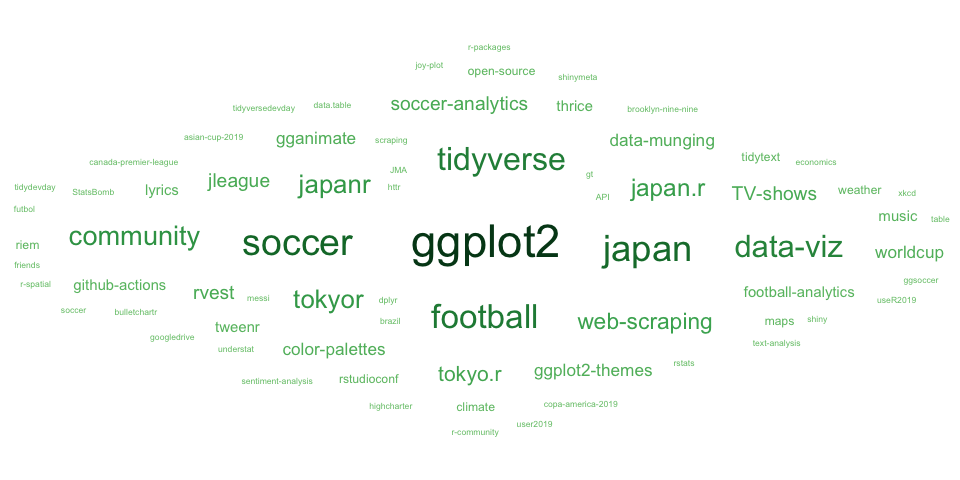 r-packages
joy-plot
open-source
shinymeta
soccer-analytics
thrice
tidyversedevday
data.table
brooklyn-nine-nine
asian-cup-2019
gganimate
scraping
data-munging
canada-premier-league
tidyverse
tidytext
economics
JMA
gt
tidydevday
StatsBomb
lyrics
jleague
japanr
httr
API
japan.r
TV-shows
weather
xkcd
futbol
music
table
riem
community
soccer
ggplot2
japan
data-viz
worldcup
friends
r-spatial
github-actions
rvest
messi
tokyor
dplyr
football-analytics
ggsoccer
useR2019
soccer
bulletchartr
tweenr
brazil
football
web-scraping
maps
shiny
googledrive
understat
color-palettes
text-analysis
sentiment-analysis
rstudioconf
tokyo.r
ggplot2-themes
rstats
highcharter
climate
copa-america-2019
r-community
user2019